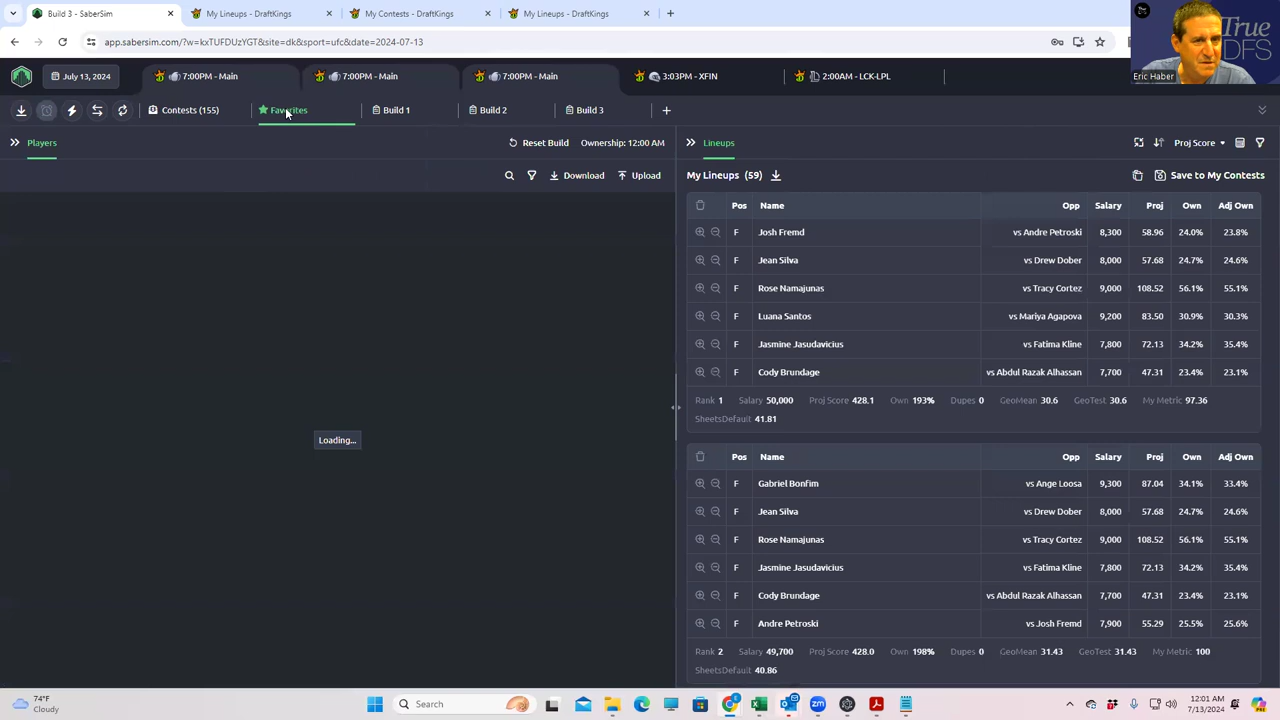 Build 3 - SaberSim
My Lineups - DraftKings
My Contests - DraftKings
My Lineups - DraftKings
app.sabersim.com/?w=kxTUFDUzYGT&site=dk&sport=ufc&date=2024-07-13
True
DFS
Eric Haber
July 13, 2024
7:00PM - Main
7:00PM - Main
7:00PM - Main
3:03PM - XFIN
2:00AM - LCK-LPL
Contests (155)
Favorites
Build 1
Build 2
Build 3
Players
Reset Build
Ownership: 12:00 AM
Lineups
Proj Score
Download
Upload
My Lineups (59)
Save to My Contests
Pos Name Opp Salary Proj Own Adj Own
F Josh Fremd vs Andre Petroski 8,300 58.96 24.0% 23.8%
F Jean Silva vs Drew Dober 8,000 57.68 24.7% 24.6%
F Rose Namajunas vs Tracy Cortez 9,000 108.52 56.1% 55.1%
F Luana Santos vs Mariya Agapova 9,200 83.50 30.9% 30.3%
F Jasmine Jasudavicius vs Fatima Kline 7,800 72.13 34.2% 35.4%
F Cody Brundage vs Abdul Razak Alhassan 7,700 47.31 23.4% 23.1%
Rank 1 Salary 50,000 Proj Score 428.1 Own 193% Dupes 0 GeoMean 30.6 GeoTest 30.6 My Metric 97.36
SheetsDefault 41.81
Pos Name Opp Salary Proj Own Adj Own
F Gabriel Bonfim vs Ange Loosa 9,300 87.04 34.1% 33.4%
F Jean Silva vs Drew Dober 8,000 57.68 24.7% 24.6%
F Rose Namajunas vs Tracy Cortez 9,000 108.52 56.1% 55.1%
F Jasmine Jasudavicius vs Fatima Kline 7,800 72.13 34.2% 35.4%
F Cody Brundage vs Abdul Razak Alhassan 7,700 47.31 23.4% 23.1%
F Andre Petroski vs Josh Fremd 7,900 55.29 25.5% 25.6%
Rank 2 Salary 49,700 Proj Score 428.0 Own 198% Dupes 0 GeoMean 31.43 GeoTest 31.43 My Metric 100
SheetsDefault 40.86
Loading...
74°F
Cloudy
Search
12:01 AM
7/13/2024